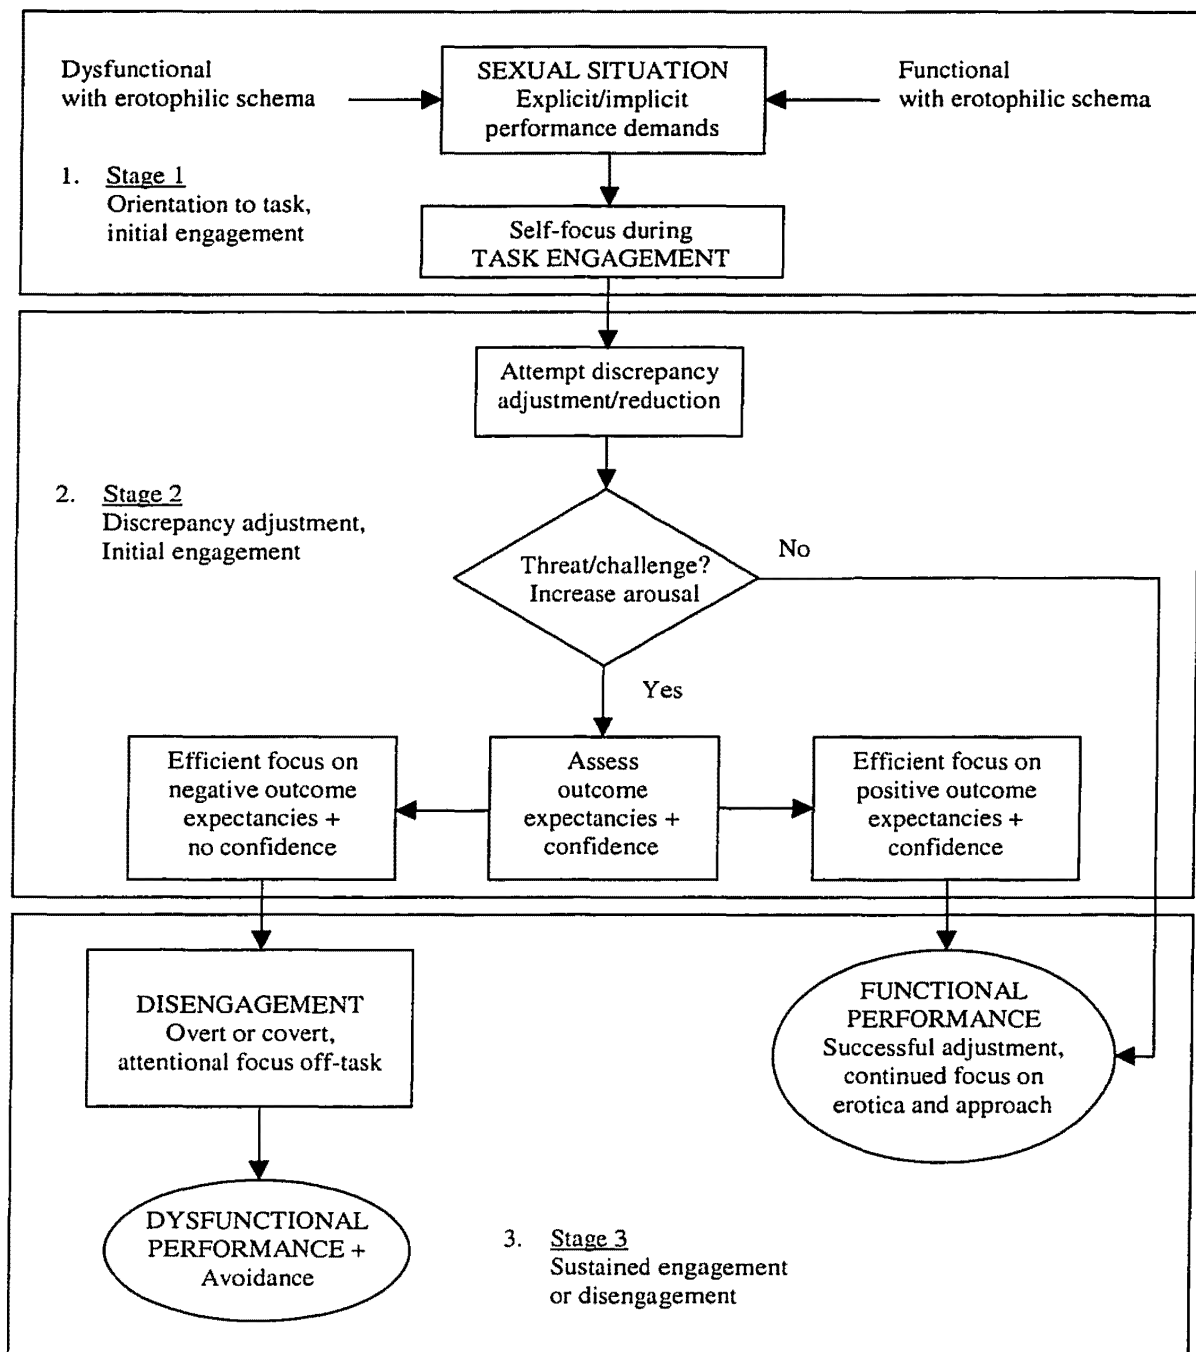 Dysfunctional
with erotophilic schema
SEXUAL SITUATION
Explicit/implicit
performance demands
Functional
with erotophilic schema
1. Stage 1
Orientation to task,
initial engagement
Self-focus during
TASK ENGAGEMENT
Attempt discrepancy
adjustment/reduction
2. Stage 2
Discrepancy adjustment,
Initial engagement
Threat/challenge?
Increase arousal
No
Yes
Efficient focus on
negative outcome
expectancies +
no confidence
Assess
outcome
expectancies +
confidence
Efficient focus on
positive outcome
expectancies +
confidence
DISENGAGEMENT
Overt or covert,
attentional focus off-task
FUNCTIONAL
PERFORMANCE
Successful adjustment,
continued focus on
erotica and approach
DYSFUNCTIONAL
PERFORMANCE +
Avoidance
3. Stage 3
Sustained engagement
or disengagement